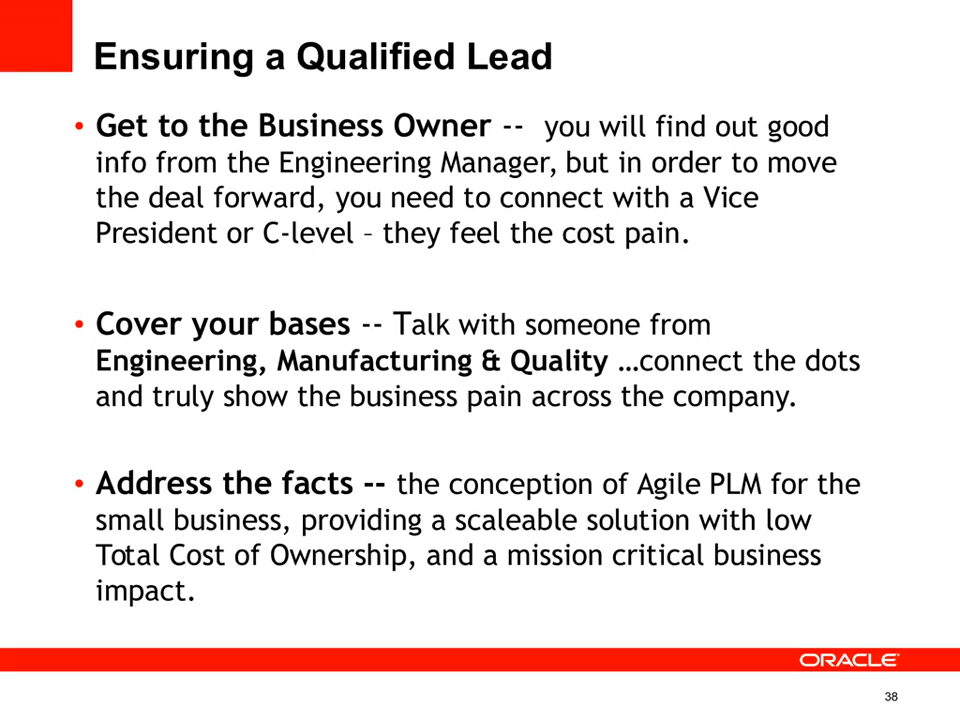 Ensuring a Qualified Lead
• Get to the Business Owner -- you will find out good
info from the Engineering Manager, but in order to move
the deal forward, you need to connect with a Vice
President or C-level – they feel the cost pain.
• Cover your bases -- Talk with someone from
Engineering, Manufacturing & Quality …connect the dots
and truly show the business pain across the company.
• Address the facts -- the conception of Agile PLM for the
small business, providing a scaleable solution with low
Total Cost of Ownership, and a mission critical business
impact.
ORACLE®
38